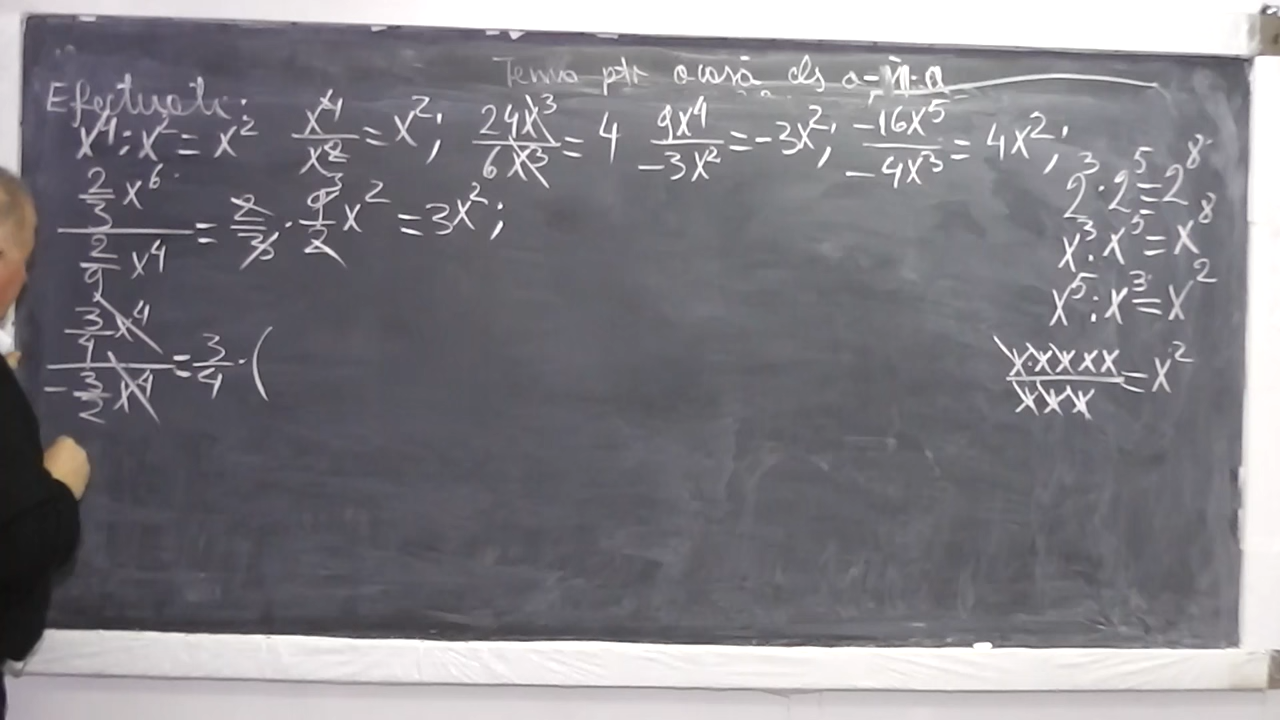 Tema ptr acasă cls a-
Efectuati:
x⁴ : x² = x² x⁴/x² = x²; 24x³/6x³ = 4 9x⁴/-3x² = -3x²; -16x⁵/-4x³ = 4x²;
(2/3 x⁶)/(2/9 x⁴) = 2/3 · 9/2 x² = 3x²;
(3/4 x⁴)/(-3/2 x⁴) = 3/4 · (
2³ · 2⁵ = 2⁸
x³ · x⁵ = x⁸
x⁵ : x³ = x²
x·x x x x/x x x = x²